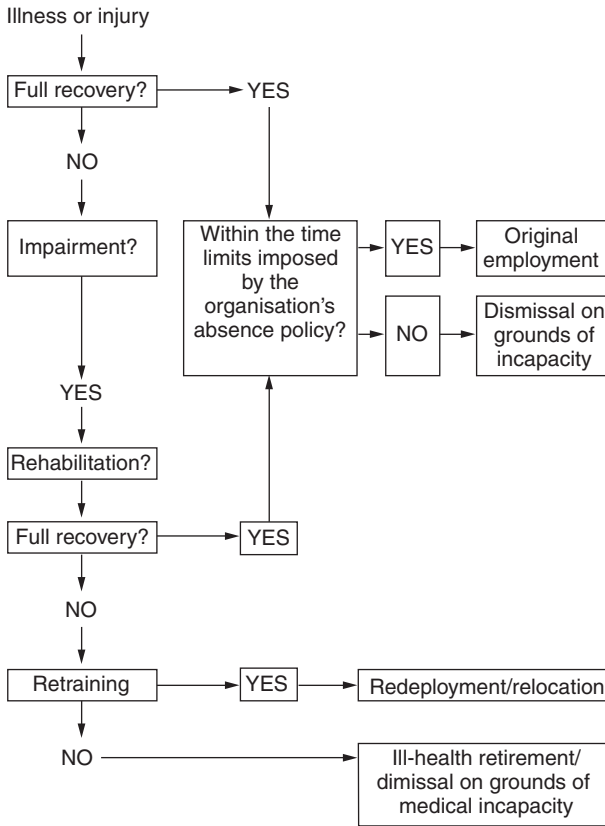 Illness or injury
Full recovery?
YES
NO
Impairment?
Within the time
limits imposed
by the
organisation's
absence policy?
YES
Original
employment
NO
Dismissal on
grounds of
incapacity
YES
Rehabilitation?
Full recovery?
YES
NO
Retraining
YES
Redeployment/relocation
NO
Ill-health retirement/
dimissal on grounds of
medical incapacity